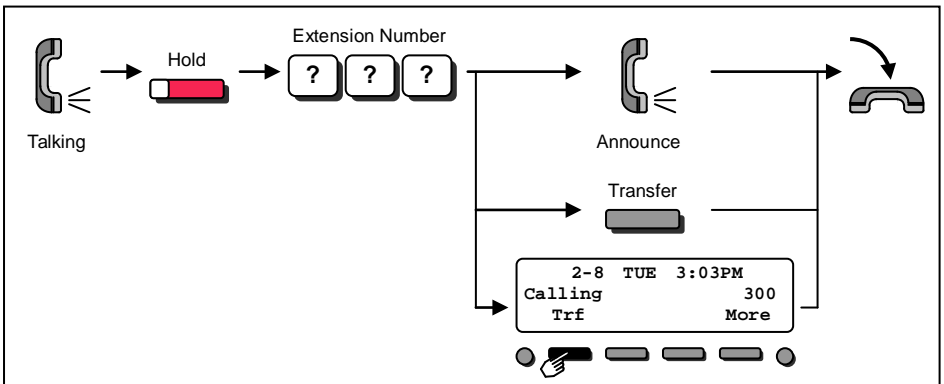 Extension Number
Hold
? ? ?
Talking
Announce
Transfer
2-8 TUE 3:03PM
Calling 300
Trf More